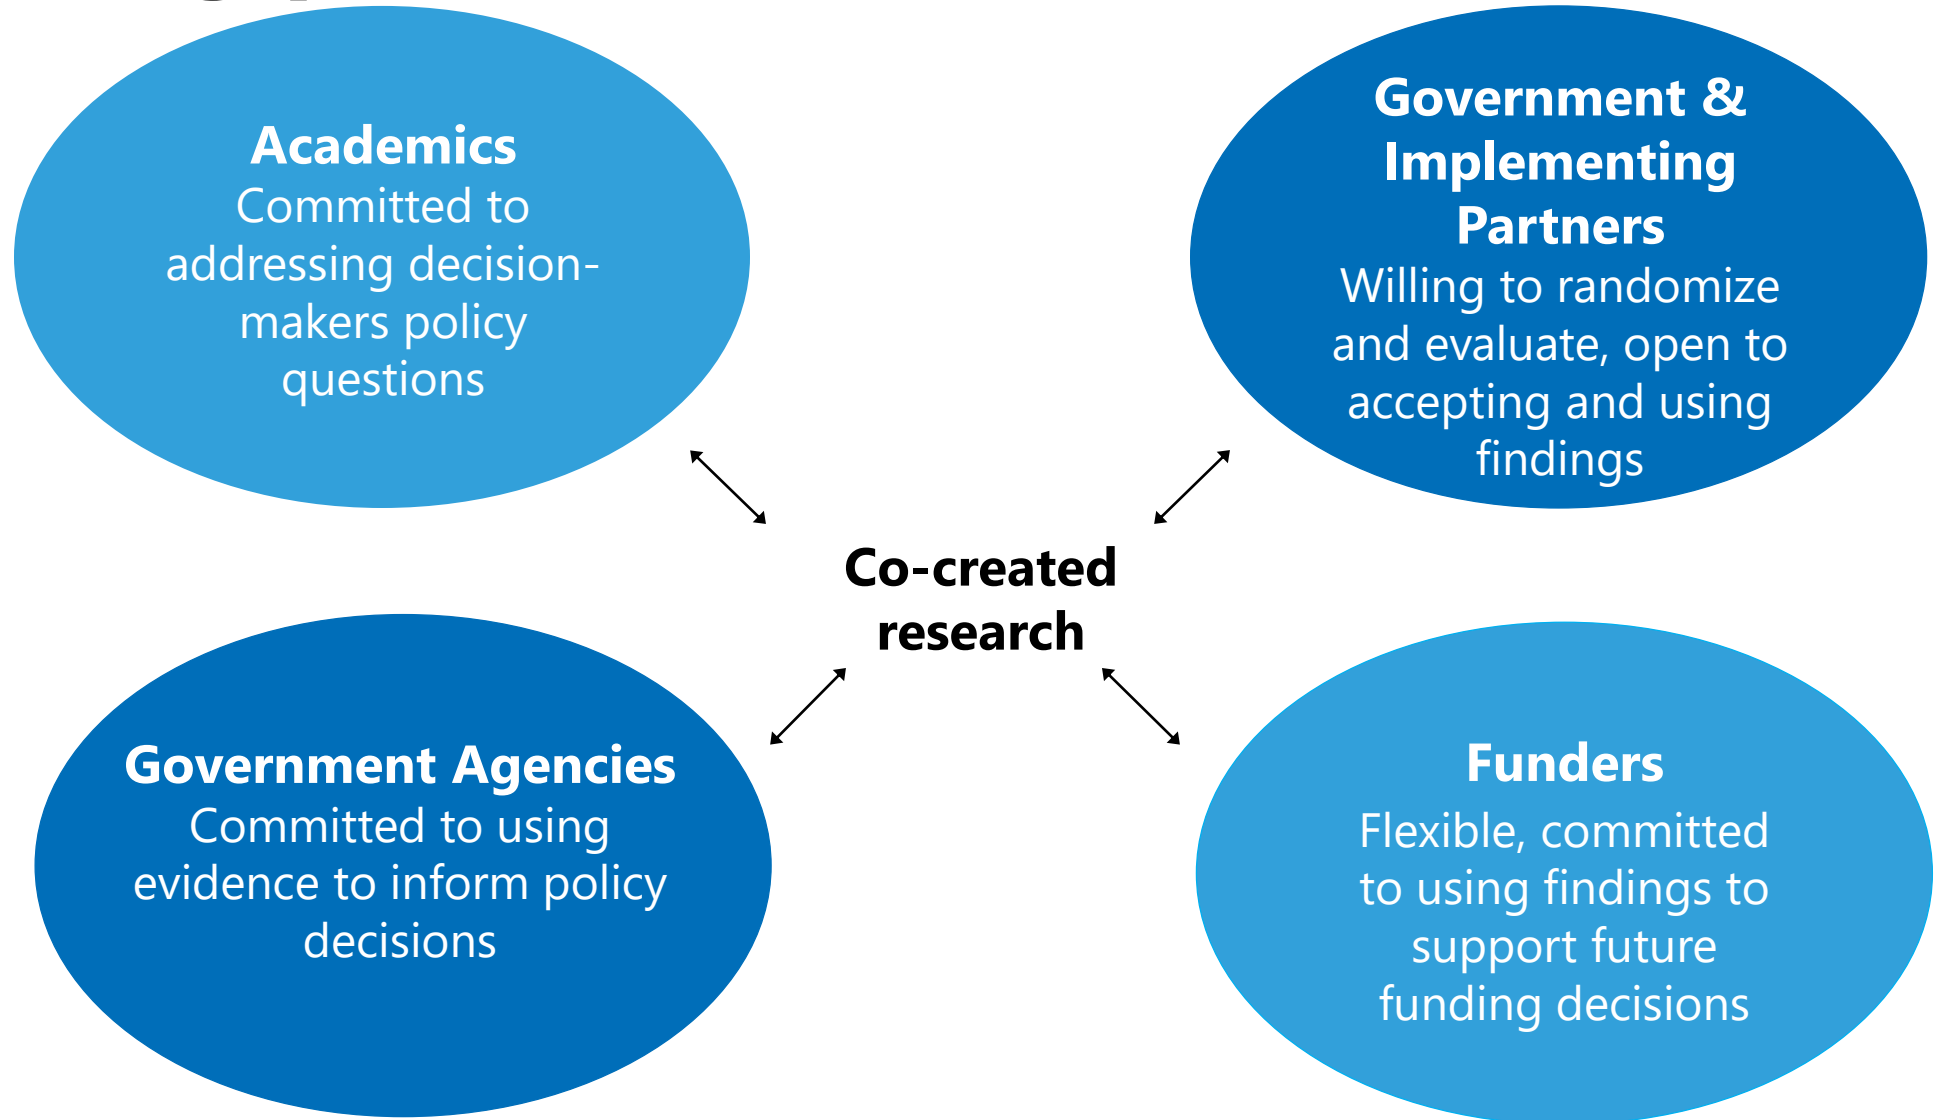 Academics
Committed to
addressing decision-
makers policy
questions
Government &
Implementing
Partners
Willing to randomize
and evaluate, open to
accepting and using
findings
Co-created
research
Government Agencies
Committed to using
evidence to inform policy
decisions
Funders
Flexible, committed
to using findings to
support future
funding decisions